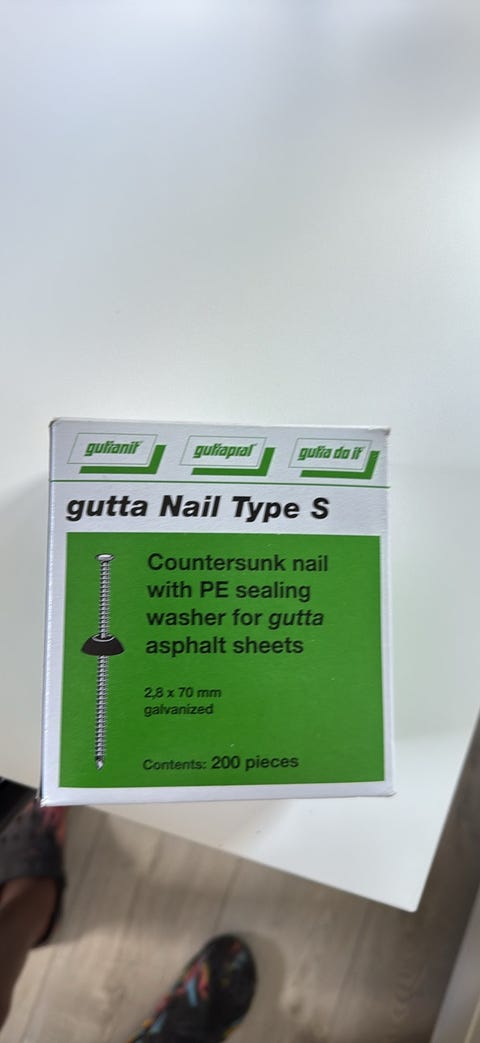 guttanit
guttapral
gutta do it
gutta Nail Type S
Countersunk nail
with PE sealing
washer for gutta
asphalt sheets
2,8 x 70 mm
galvanized
Contents: 200 pieces